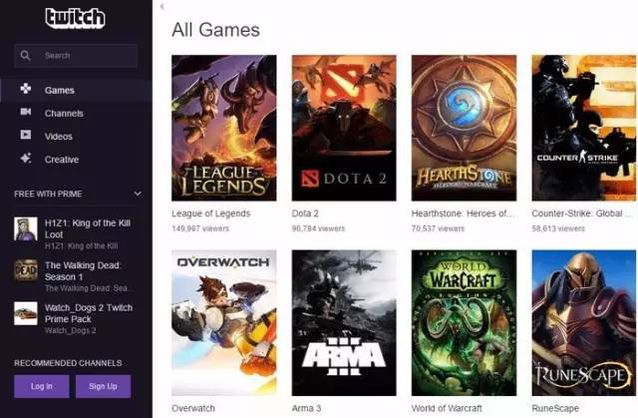 twitch
Search
Games
Channels
Videos
Creative
FREE WITH PRIME
H1Z1: King of the Kill
Loot
H1Z1: King of the Kill
The Walking Dead:
Season 1
The Walking Dead: Sea...
Watch_Dogs 2 Twitch
Prime Pack
Watch_Dogs 2
RECOMMENDED CHANNELS
Log In
Sign Up
All Games
LEAGUE
of
LEGENDS
League of Legends
149,967 viewers
DOTA 2
Dota 2
96,784 viewers
HEARTHSTONE
HEROES OF WARCRAFT
Hearthstone: Heroes of...
70,537 viewers
COUNTER STRIKE
Counter-Strike: Global ...
58,613 viewers
OVERWATCH
Overwatch
ARMA
III
Arma 3
WORLD
WARCRAFT
LEGION
World of Warcraft
RUNESCAPE
RuneScape